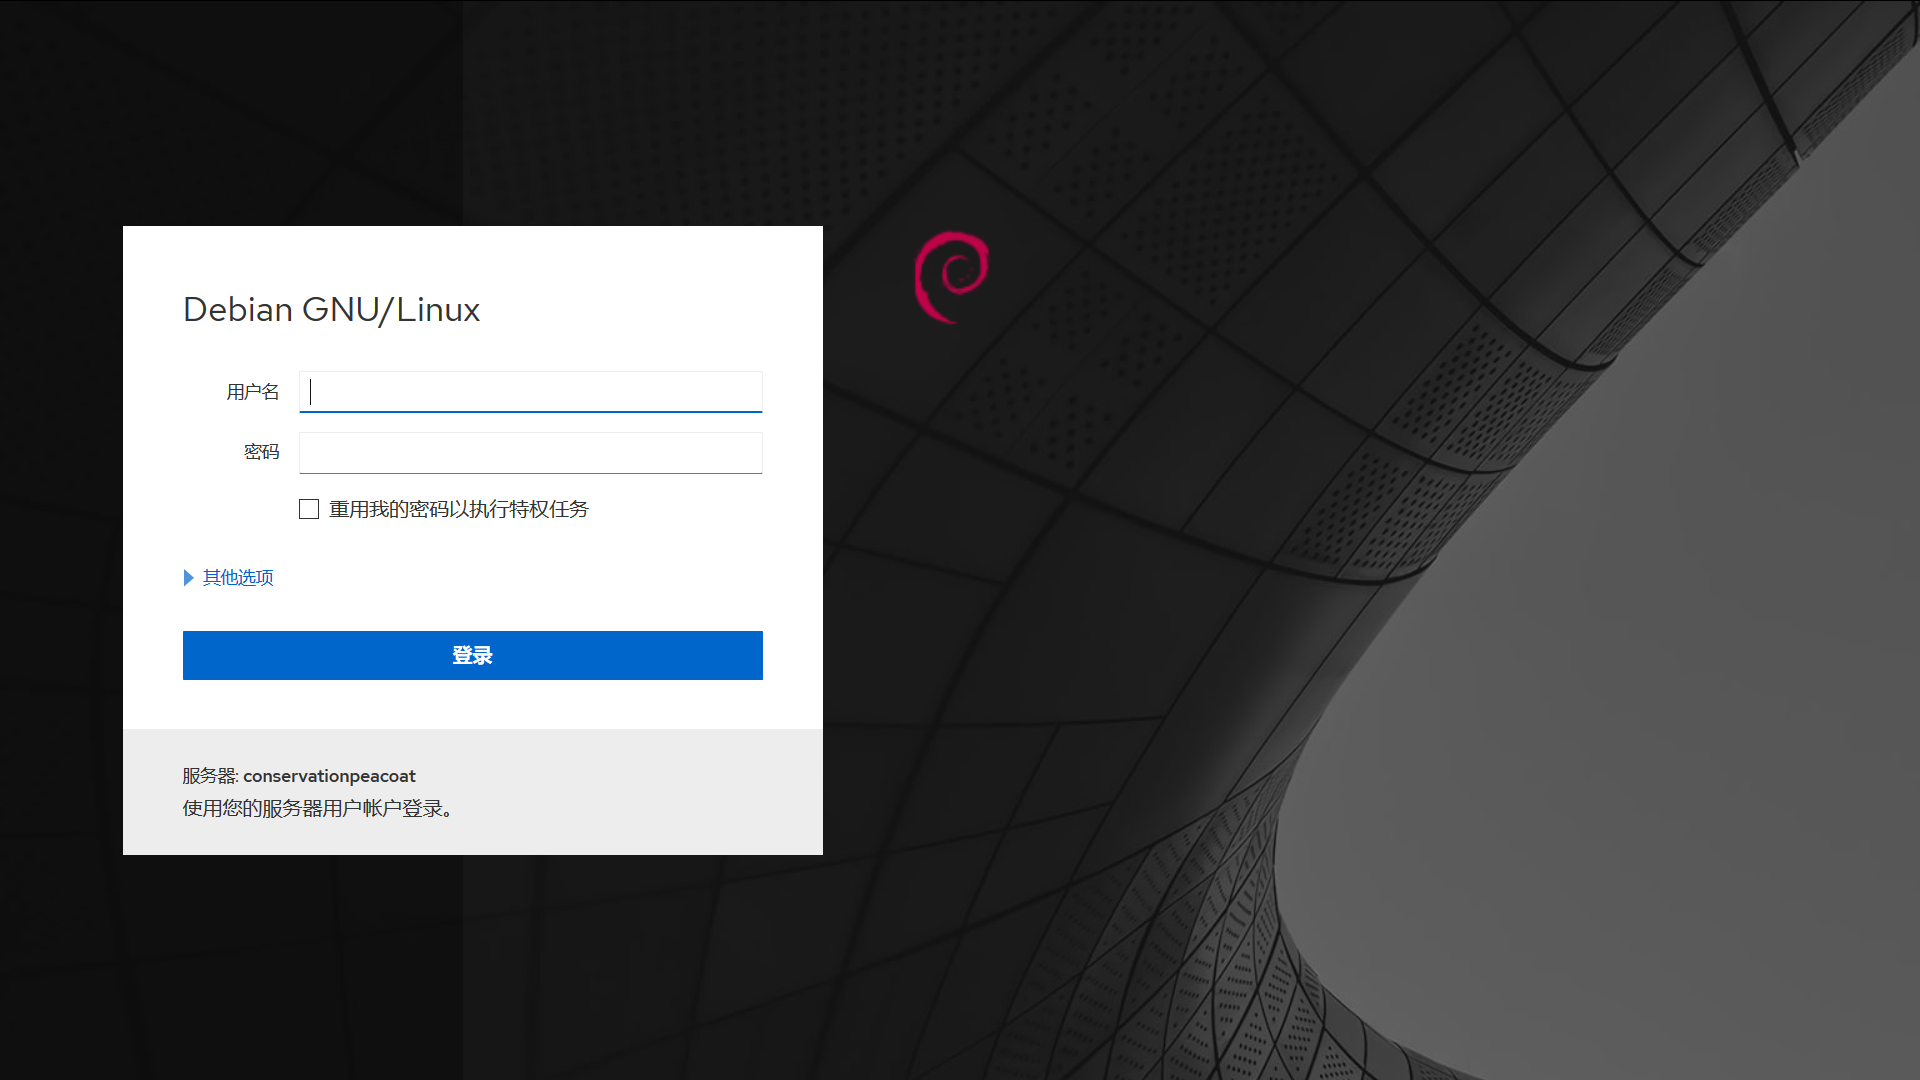 Debian GNU/Linux
用户名
密码
重用我的密码以执行特权任务
其他选项
登录
服务器: conservationpeacoat
使用您的服务器用户帐户登录。